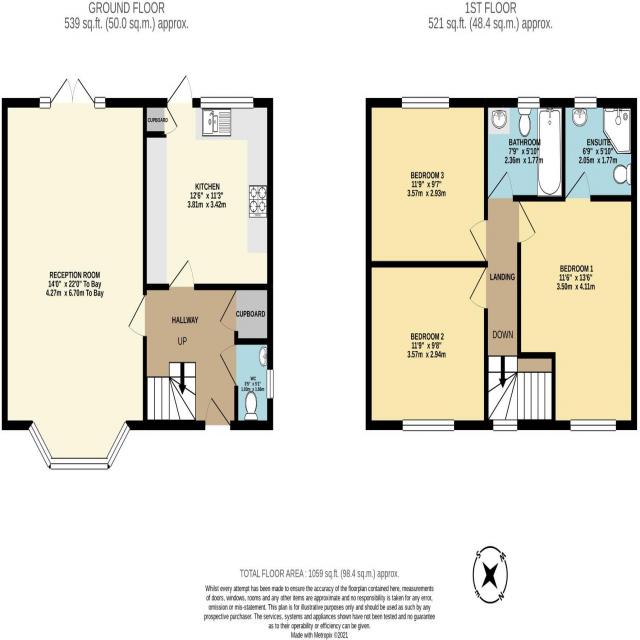 GROUND FLOOR
539 sq.ft. (50.0 sq.m.) approx.
1ST FLOOR
521 sq.ft. (48.4 sq.m.) approx.
CUPBOARD
KITCHEN
12'6" x 11'3"
3.81m x 3.42m
RECEPTION ROOM
14'0" x 22'0" To Bay
4.27m x 6.70m To Bay
HALLWAY
UP
CUPBOARD
WC
BATHROOM
7'9" x 5'10"
2.36m x 1.77m
ENSUITE
6'9" x 5'10"
2.05m x 1.77m
BEDROOM 3
11'9" x 9'7"
3.57m x 2.93m
LANDING
BEDROOM 1
11'6" x 13'6"
3.50m x 4.11m
DOWN
BEDROOM 2
11'9" x 9'8"
3.57m x 2.94m
TOTAL FLOOR AREA : 1059 sq.ft. (98.4 sq.m.) approx.
Whilst every attempt has been made to ensure the accuracy of the floorplan contained here, measurements
of doors, windows, rooms and any other items are approximate and no responsibility is taken for any error,
omission or mis-statement. This plan is for illustrative purposes only and should be used as such by any
prospective purchaser. The services, systems and appliances shown have not been tested and no guarantee
as to their operability or efficiency can be given.
Made with Metropix ©2021